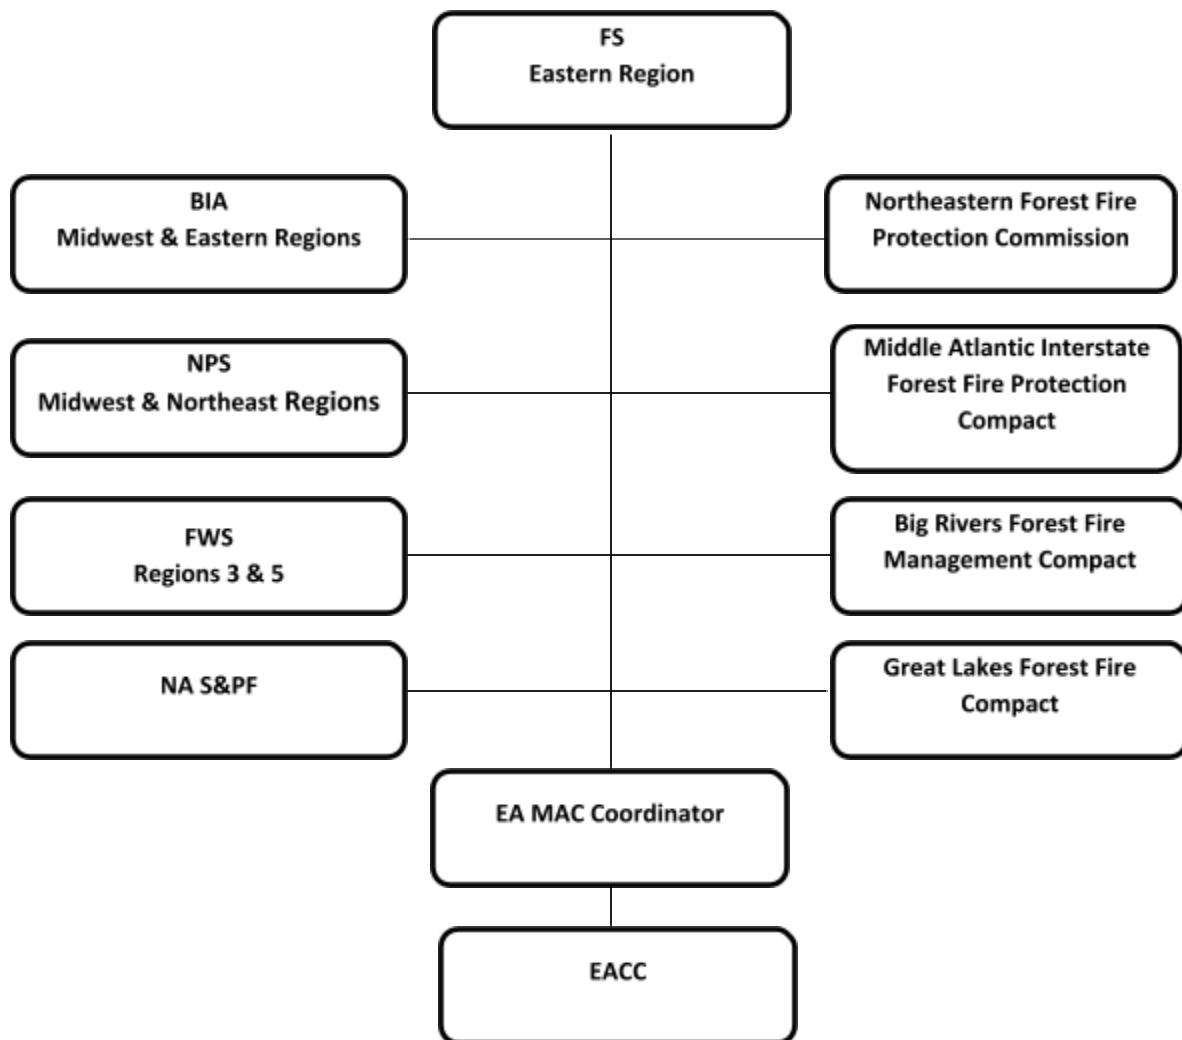 FS
Eastern Region
BIA
Midwest & Eastern Regions
Northeastern Forest Fire
Protection Commission
NPS
Midwest & Northeast Regions
Middle Atlantic Interstate
Forest Fire Protection
Compact
FWS
Regions 3 & 5
Big Rivers Forest Fire
Management Compact
NA S&PF
Great Lakes Forest Fire
Compact
EA MAC Coordinator
EACC